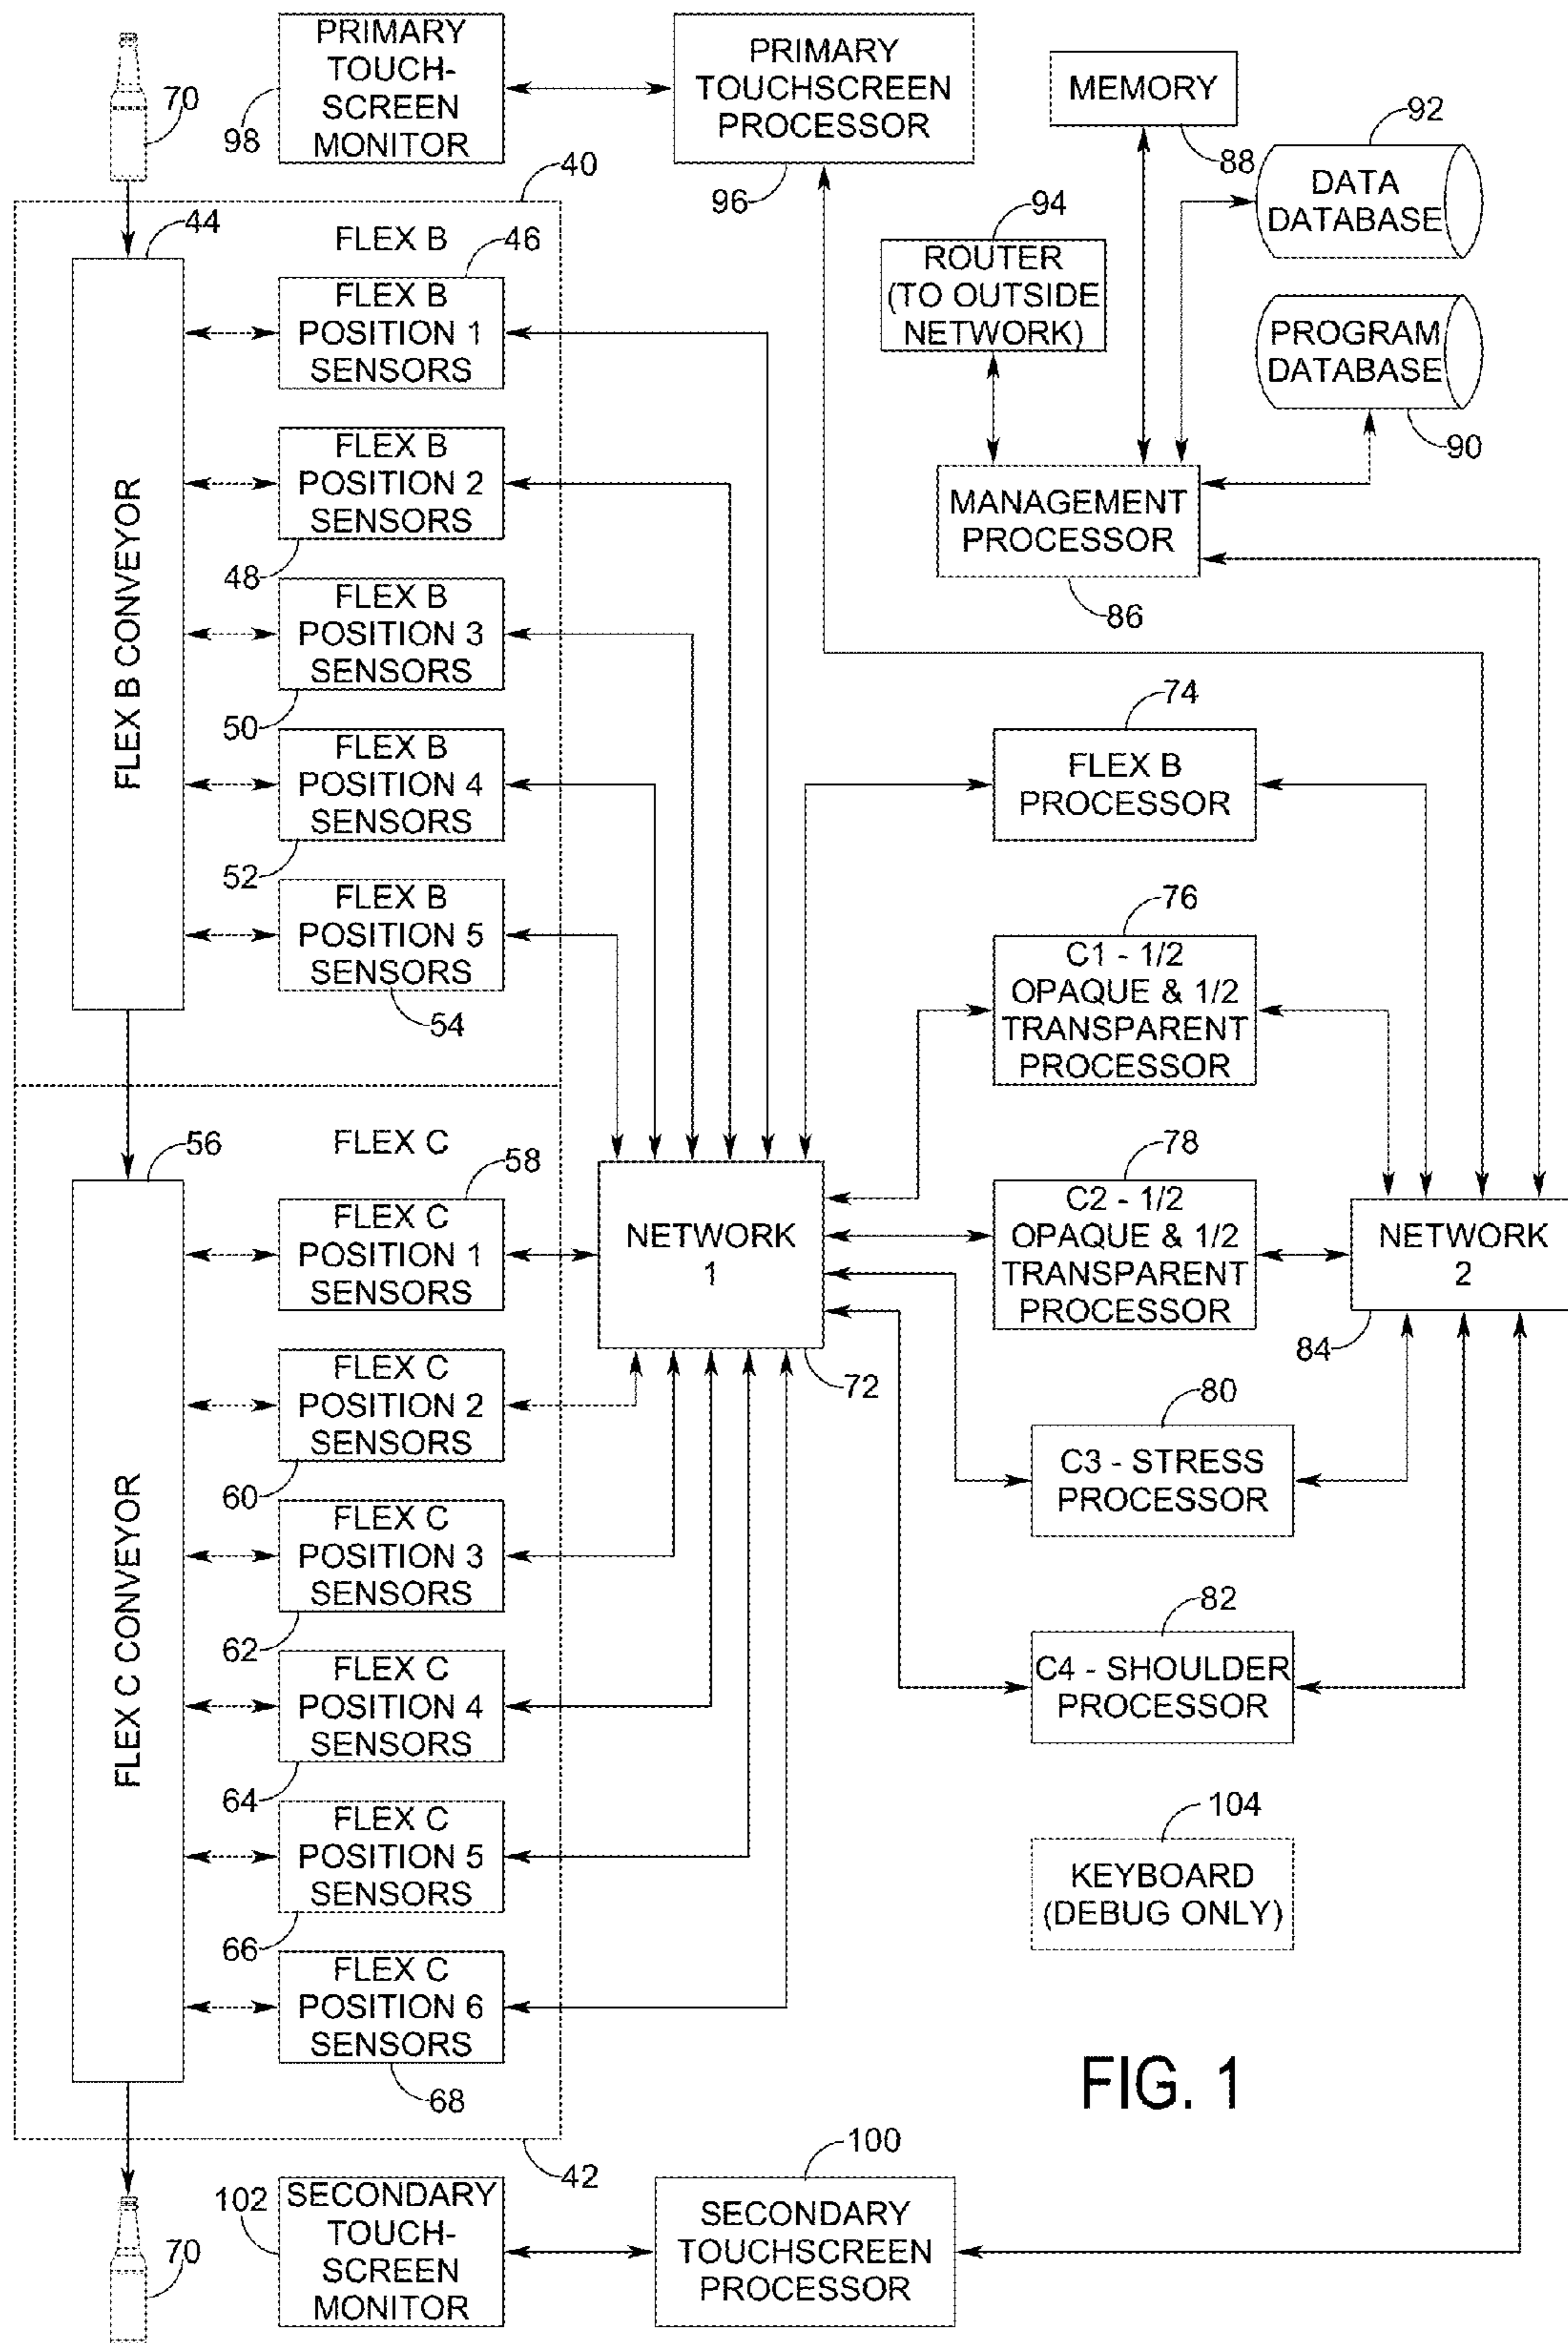 PRIMARY
TOUCH-
SCREEN
MONITOR
98
PRIMARY
TOUCHSCREEN
PROCESSOR
96
MEMORY
88
92
DATA
DATABASE
94
ROUTER
(TO OUTSIDE
NETWORK)
PROGRAM
DATABASE
90
MANAGEMENT
PROCESSOR
86
70
40
44
FLEX B
46
FLEX B CONVEYOR
FLEX B
POSITION 1
SENSORS
FLEX B
POSITION 2
SENSORS
48
FLEX B
POSITION 3
SENSORS
50
FLEX B
POSITION 4
SENSORS
52
FLEX B
POSITION 5
SENSORS
54
74
FLEX B
PROCESSOR
76
C1 - 1/2
OPAQUE & 1/2
TRANSPARENT
PROCESSOR
56
FLEX C
58
FLEX C CONVEYOR
FLEX C
POSITION 1
SENSORS
NETWORK
1
72
78
C2 - 1/2
OPAQUE & 1/2
TRANSPARENT
PROCESSOR
NETWORK
2
84
FLEX C
POSITION 2
SENSORS
60
80
C3 - STRESS
PROCESSOR
FLEX C
POSITION 3
SENSORS
62
82
C4 - SHOULDER
PROCESSOR
FLEX C
POSITION 4
SENSORS
64
104
KEYBOARD
(DEBUG ONLY)
FLEX C
POSITION 5
SENSORS
66
FLEX C
POSITION 6
SENSORS
68
FIG. 1
42
100
102
SECONDARY
TOUCH-
SCREEN
MONITOR
SECONDARY
TOUCHSCREEN
PROCESSOR
70